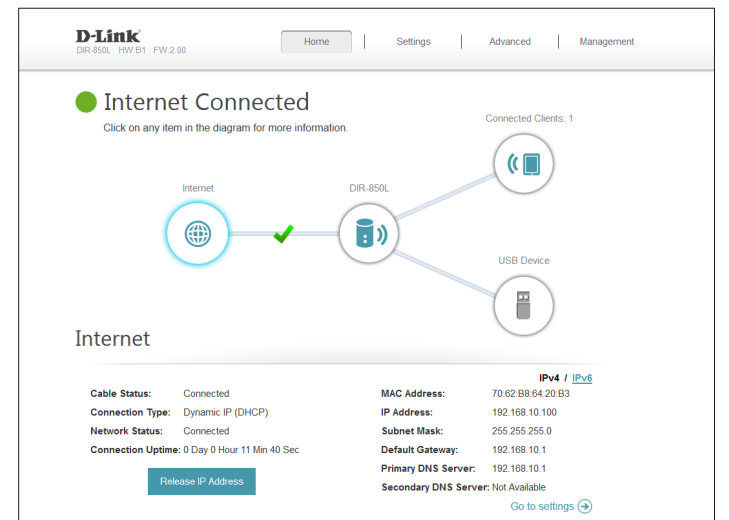 D-Link
DIR-850L HW:B1 FW:2.00
Home Settings Advanced Management
Internet Connected
Click on any item in the diagram for more information.
Connected Clients: 1
Internet
DIR-850L
USB Device
Internet
IPv4 / IPv6
Cable Status: Connected
Connection Type: Dynamic IP (DHCP)
Network Status: Connected
Connection Uptime: 0 Day 0 Hour 11 Min 40 Sec
Release IP Address
MAC Address: 70:62:B8:64:20:B3
IP Address: 192.168.10.100
Subnet Mask: 255.255.255.0
Default Gateway: 192.168.10.1
Primary DNS Server: 192.168.10.1
Secondary DNS Server: Not Available
Go to settings